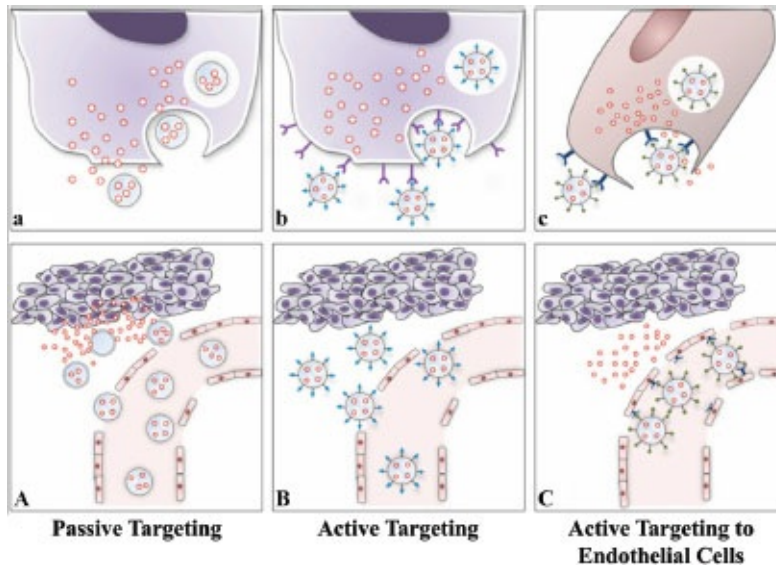 a
b
c
A
B
C
Passive Targeting
Active Targeting
Active Targeting to
Endothelial Cells